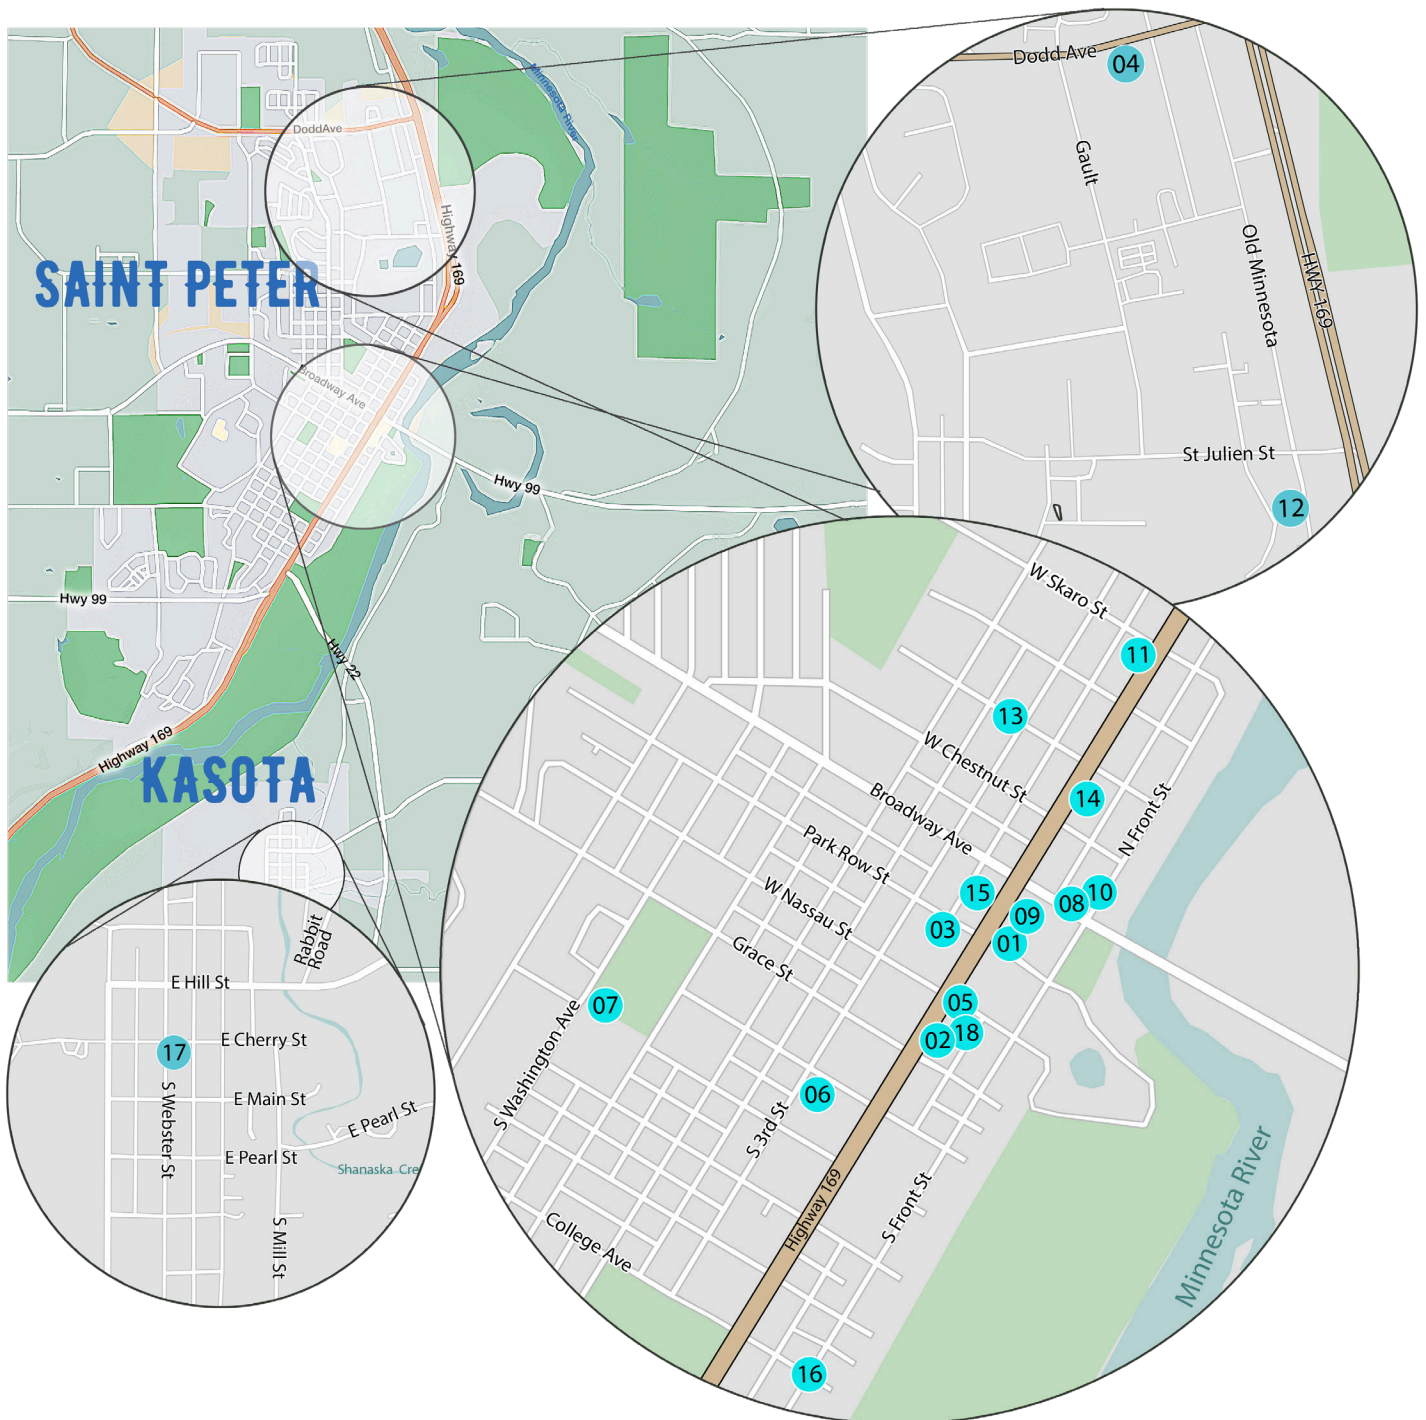 Minnesota River
DoddAve
Highway 169
SAINT PETER
Broadway Ave
Hwy 99
Hwy 99
Hwy 22
Highway 169
KASOTA
Dodd Ave
04
Gault
Old Minnesota
HWY 169
St Julien St
12
W Skaro St
11
13
W Chestnut St
14
Broadway Ave
N Front St
Park Row St
W Nassau St
15
10
08
09
03
01
Grace St
07
05
18
02
S Washington Ave
06
S 3rd St
Highway 169
S Front St
College Ave
Minnesota River
16
Rabbit
Road
E Hill St
E Cherry St
17
S Webster St
E Main St
E Pearl St
E Pearl St
Shanaska Cre
S Mill St